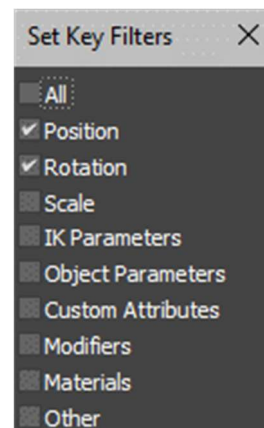 Set Key Filters
All
Position
Rotation
Scale
IK Parameters
Object Parameters
Custom Attributes
Modifiers
Materials
Other